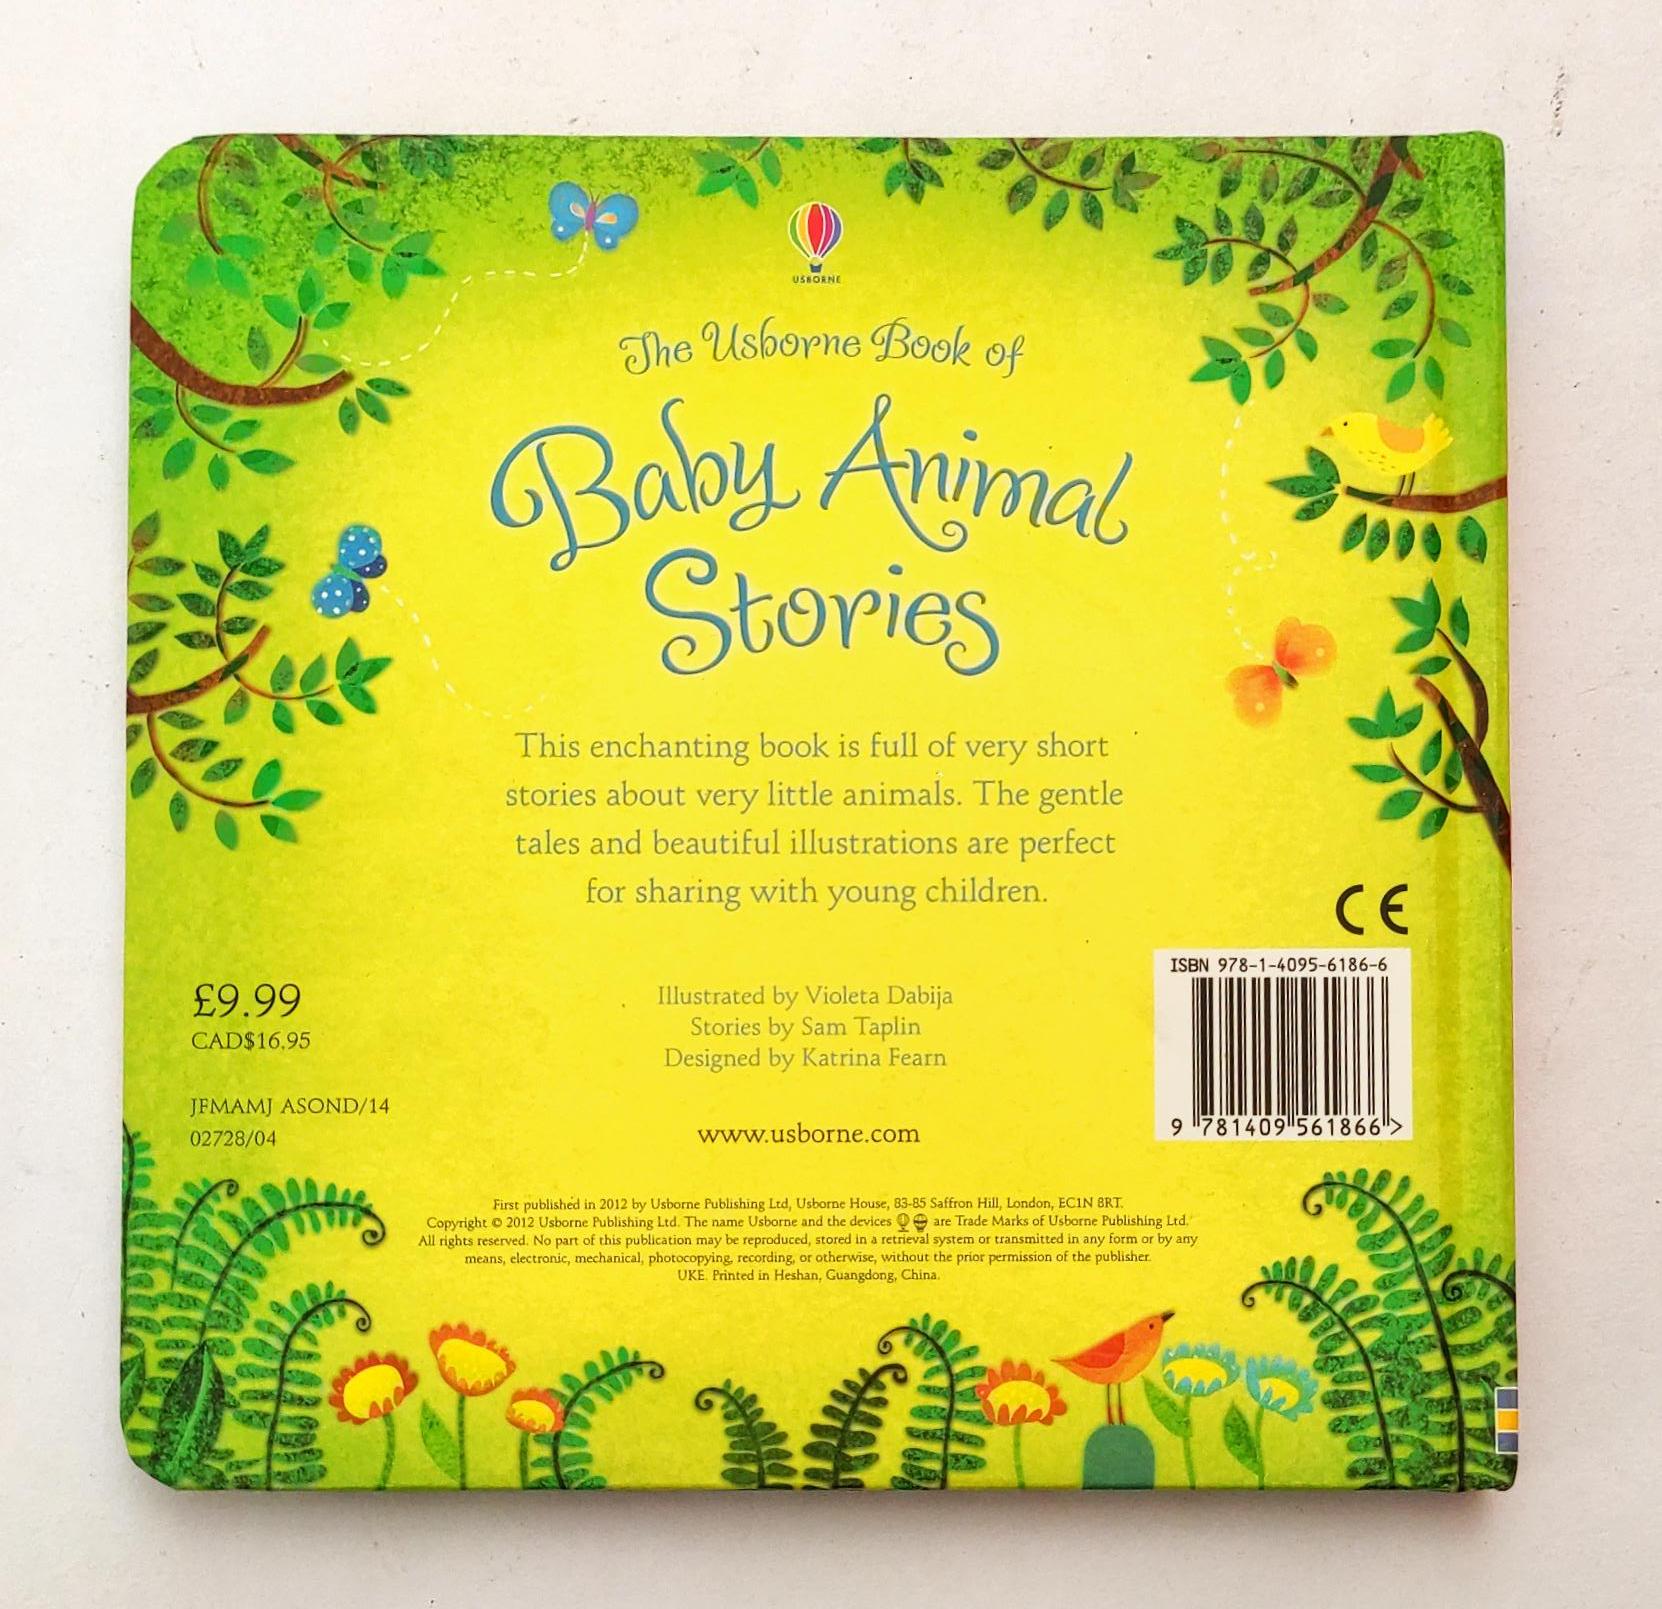 USBORNE
The Usborne Book of
Baby Animal
Stories
This enchanting book is full of very short
stories about very little animals. The gentle
tales and beautiful illustrations are perfect
for sharing with young children.
CE
£9.99
CAD$16.95
JFMAMJ ASOND/14
02728/04
Illustrated by Violeta Dabija
Stories by Sam Taplin
Designed by Katrina Fearn
www.usborne.com
ISBN 978-1-4095-6186-6
9 781409 561866 >
First published in 2012 by Usborne Publishing Ltd, Usborne House, 83-85 Saffron Hill, London, EC1N 8RT.
Copyright © 2012 Usborne Publishing Ltd. The name Usborne and the devices are Trade Marks of Usborne Publishing Ltd.
All rights reserved. No part of this publication may be reproduced, stored in a retrieval system or transmitted in any form or by any
means, electronic, mechanical, photocopying, recording, or otherwise, without the prior permission of the publisher.
UKE. Printed in Heshan, Guangdong, China.